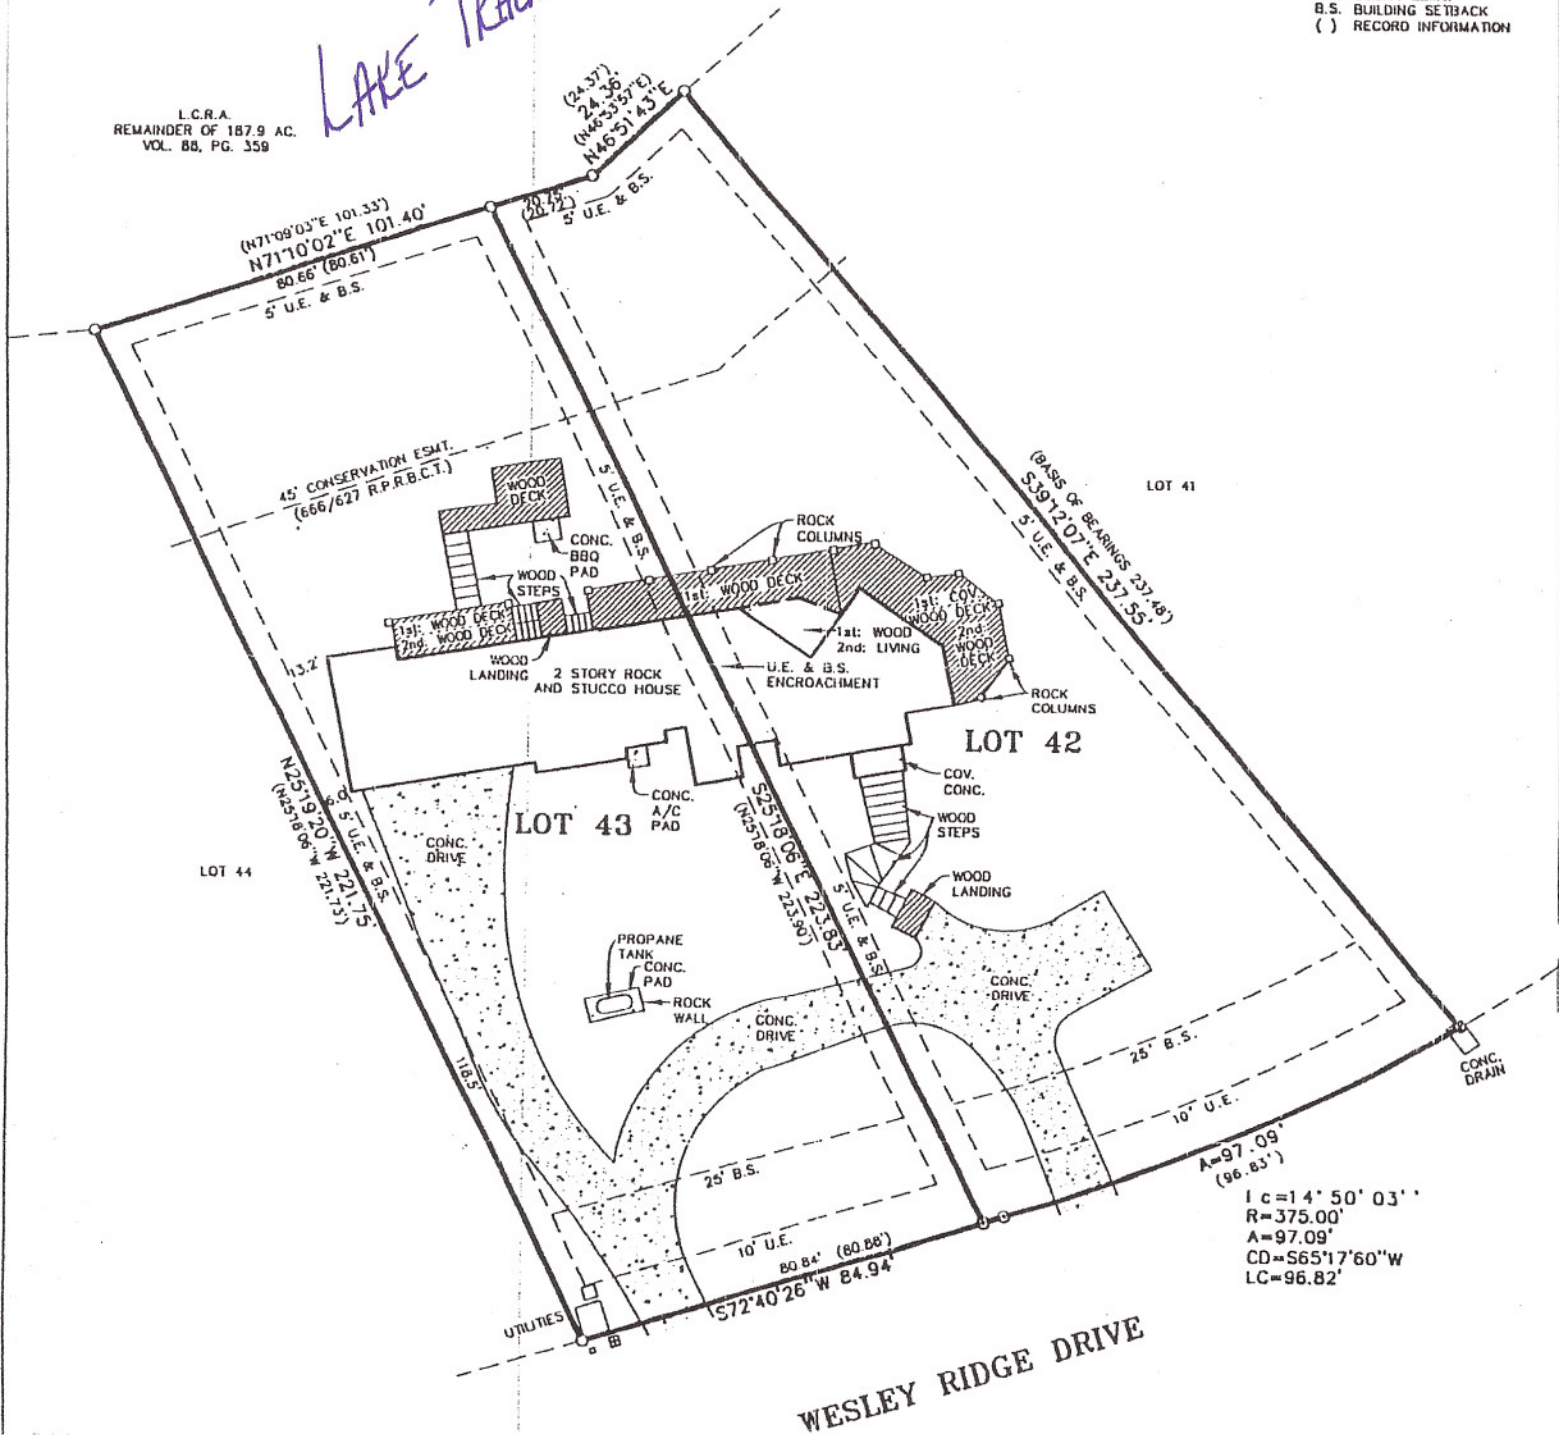 LAKE
B.S. BUILDING SETBACK
( ) RECORD INFORMATION
L.C.R.A.
REMAINDER OF 187.9 AC.
VOL. 88, PG. 359
(24.37')
24.36'
(N46°53'57"E)
N46°51'43"E
20.75'
(20.72')
5' U.E. & B.S.
(N71°09'03"E 101.33')
N71°10'02"E 101.40'
80.66' (80.61')
5' U.E. & B.S.
45' CONSERVATION ESMT.
(666/627 R.P.R.B.C.T.)
WOOD
DECK
CONC.
BBQ
PAD
WOOD
STEPS
5' U.E. & B.S.
ROCK
COLUMNS
(BASIS OF BEARINGS 237.48')
S39°12'07"E 237.55'
5' U.E. & B.S.
LOT 41
1st: WOOD DECK
2nd: WOOD DECK
1st: WOOD DECK
1st: COV.
WOOD DECK
2nd:
WOOD
DECK
1st: WOOD
2nd: LIVING
13.2'
WOOD
LANDING
2 STORY ROCK
AND STUCCO HOUSE
U.E. & B.S.
ENCROACHMENT
ROCK
COLUMNS
LOT 42
COV.
CONC.
WOOD
STEPS
WOOD
LANDING
6.0'
N25°19'20"W 221.75'
(N25°18'06"W 221.73')
5' U.E. & B.S.
LOT 44
CONC.
DRIVE
LOT 43
CONC.
A/C
PAD
S25°18'06"E 223.83'
(N25°18'06"W 223.90')
5' U.E. & B.S.
PROPANE
TANK
CONC.
PAD
ROCK
WALL
CONC.
DRIVE
CONC.
DRIVE
25' B.S.
10' U.E.
CONC.
DRAIN
118.5'
25' B.S.
10' U.E.
80.84' (80.88')
S72°40'26"W 84.94'
UTILITIES
A=97.09'
(96.83')
I c=14° 50' 03''
R=375.00'
A=97.09'
CD=S65°17'60"W
LC=96.82'
WESLEY RIDGE DRIVE